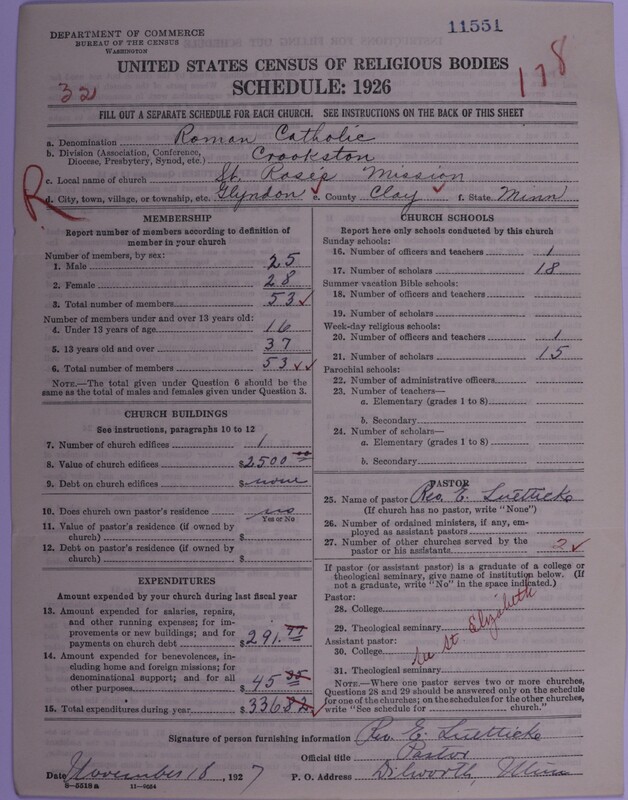 DEPARTMENT OF COMMERCE
BUREAU OF THE CENSUS
WASHINGTON
11551
UNITED STATES CENSUS OF RELIGIOUS BODIES
SCHEDULE: 1926
32
118
FILL OUT A SEPARATE SCHEDULE FOR EACH CHURCH. SEE INSTRUCTIONS ON THE BACK OF THIS SHEET
a. Denomination Roman Catholic
b. Division (Association, Conference, Diocese, Presbytery, Synod, etc.) Crookston
c. Local name of church St. Roses Mission
R
d. City, town, village, or township, etc. Glyndon e. County Clay f. State Minn
MEMBERSHIP
Report number of members according to definition of
member in your church
Number of members, by sex:
1. Male 25
2. Female 28
3. Total number of members 53
Number of members under and over 13 years old:
4. Under 13 years of age 16
5. 13 years old and over 37
6. Total number of members 53
NOTE.—The total given under Question 6 should be
same as the total of males and females given under Question 3.
CHURCH BUILDINGS
See instructions, paragraphs 10 to 12
7. Number of church edifices 1
8. Value of church edifices $2500 00
9. Debt on church edifices $ none
10. Does church own pastor's residence no
Yes or No
11. Value of pastor's residence (if owned by
church) $
12. Debt on pastor's residence (if owned by
church) $
EXPENDITURES
Amount expended by your church during last fiscal year
13. Amount expended for salaries, repairs,
and other running expenses; for im-
provements or new buildings; and for
payments on church debt $291.
14. Amount expended for benevolences, in-
cluding home and foreign missions; for
denominational support; and for all
other purposes $45
15. Total expenditures during year $336 82
CHURCH SCHOOLS
Report here only schools conducted by this church
Sunday schools:
16. Number of officers and teachers 1
17. Number of scholars 18
Summer vacation Bible schools:
18. Number of officers and teachers
19. Number of scholars
Week-day religious schools:
20. Number of officers and teachers 1
21. Number of scholars 15
Parochial schools:
22. Number of administrative officers
23. Number of teachers—
a. Elementary (grades 1 to 8)
b. Secondary
24. Number of scholars—
a. Elementary (grades 1 to 8)
b. Secondary
PASTOR
25. Name of pastor Rev. E. Luetticke
(If church has no pastor, write "None")
26. Number of ordained ministers, if any, em-
ployed as assistant pastors
27. Number of other churches served by the
pastor or his assistants 2
If pastor (or assistant pastor) is a graduate of a college or
theological seminary, give name of institution below. (If
not a graduate, write "No" in the space indicated.)
Pastor:
28. College
29. Theological seminary
Assistant pastor:
30. College
31. Theological seminary
St Elizabeth
NOTE.—Where one pastor serves two or more churches,
Questions 28 and 29 should be answered only on the schedule
for one of the churches; on the schedules for the other churches,
write "See schedule for church."
Signature of person furnishing information Rev. E. Luetticke
Official title Pastor
Date November 18, 1927 P. O. Address Dilworth, Minn
8—5519a 11—9054